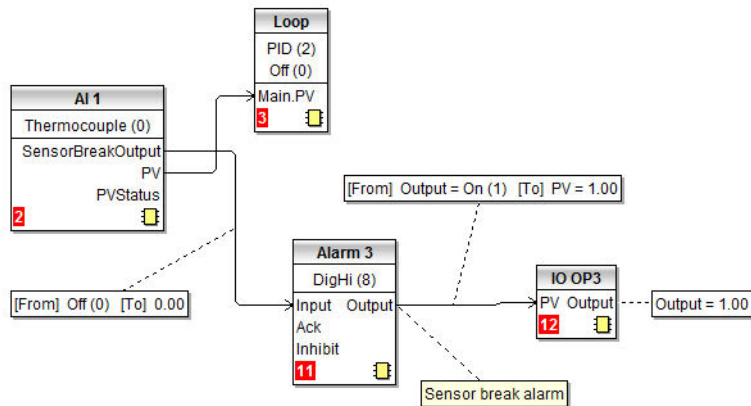 Loop
PID (2)
Off (0)
Main.PV
3
AI 1
Thermocouple (0)
SensorBreakOutput
PV
PVStatus
2
[From] Output = On (1) [To] PV = 1.00
Alarm 3
DigHi (8)
Input Output
Ack
Inhibit
11
IO OP3
PV Output
12
Output = 1.00
[From] Off (0) [To] 0.00
Sensor break alarm